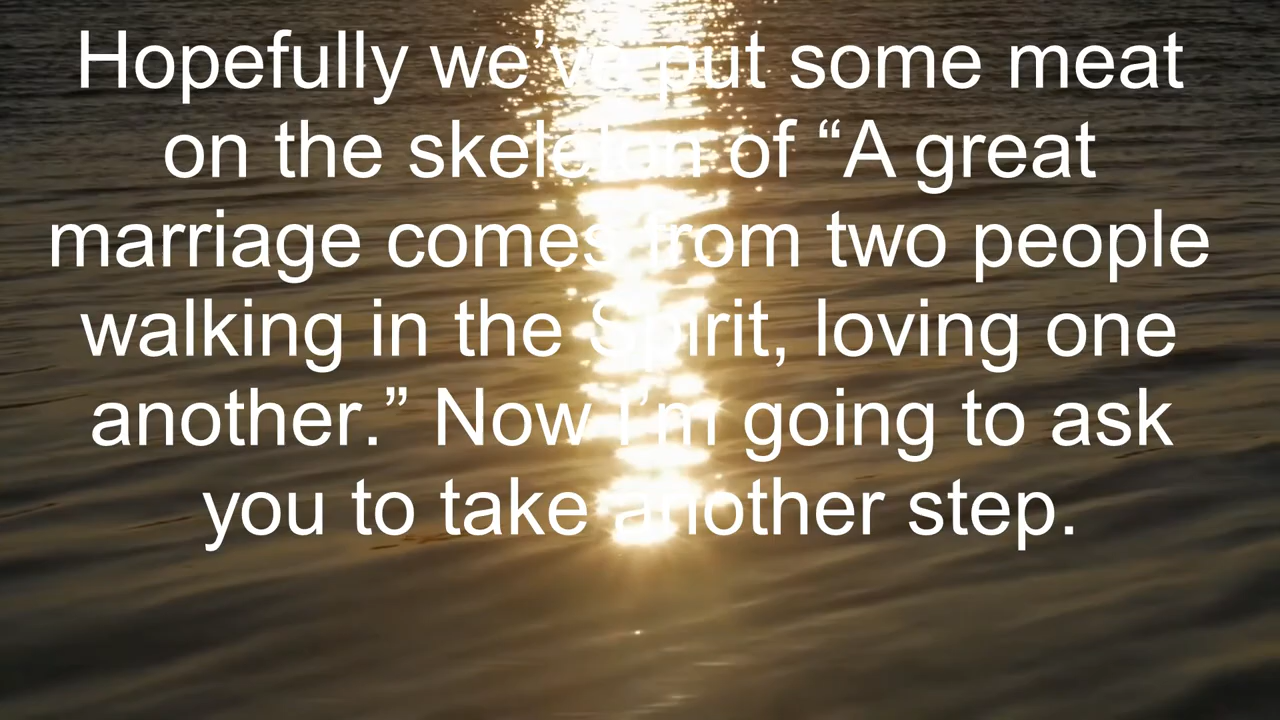 Hopefully we’ve put some meat
on the skeleton of “A great
marriage comes from two people
walking in the Spirit, loving one
another.” Now I’m going to ask
you to take another step.